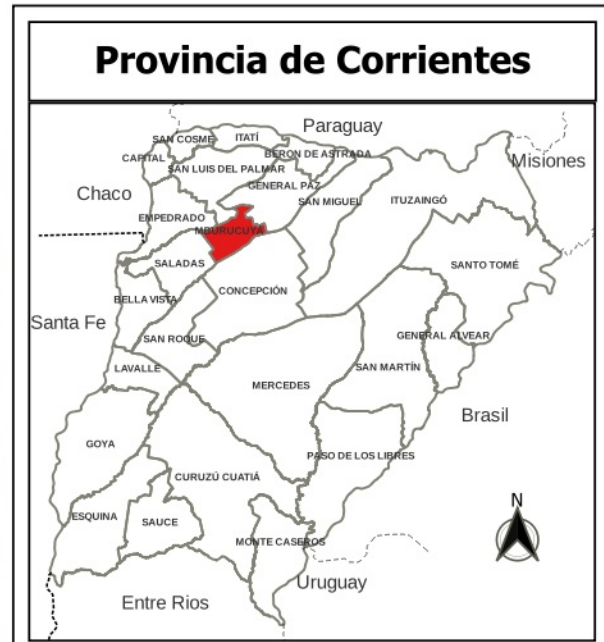 Provincia de Corrientes
Paraguay
ITATÍ
SAN COSME
BERON DE ASTRADA
CAPITAL
Misiones
SAN LUIS DEL PALMAR
GENERAL PAZ
Chaco
SAN MIGUEL
ITUZAINGÓ
EMPEDRADO
MBURUCUYÁ
SALADAS
SANTO TOMÉ
CONCEPCIÓN
BELLA VISTA
Santa Fe
GENERAL ALVEAR
SAN ROQUE
LAVALLE
SAN MARTÍN
MERCEDES
Brasil
GOYA
PASO DE LOS LIBRES
CURUZÚ CUATIÁ
N
ESQUINA
SAUCE
MONTE CASEROS
Uruguay
Entre Rios